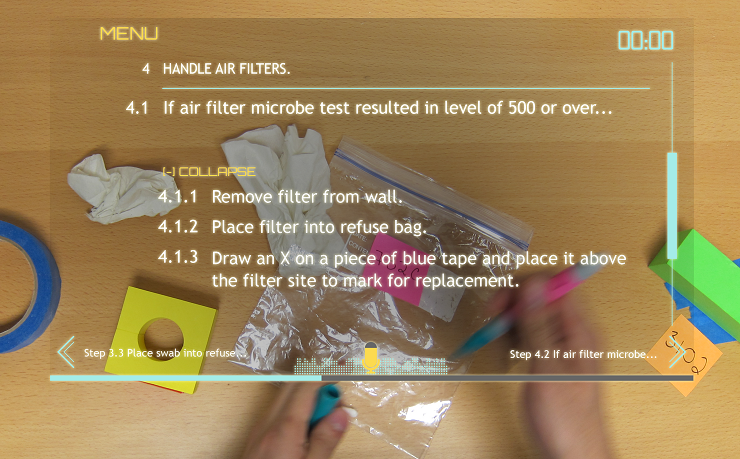 MENU
00:00
4 HANDLE AIR FILTERS.
4.1 If air filter microbe test resulted in level of 500 or over...
[-] COLLAPSE
4.1.1 Remove filter from wall.
4.1.2 Place filter into refuse bag.
4.1.3 Draw an X on a piece of blue tape and place it above
the filter site to mark for replacement.
Step 3.3 Place swab into refuse...
Step 4.2 If air filter microbe...